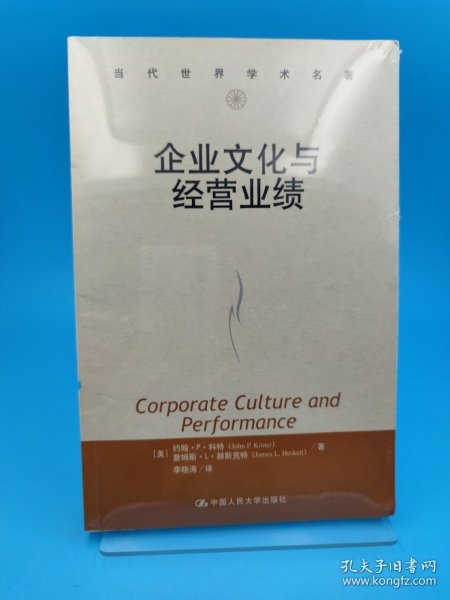 当代世界学术名著
企业文化与
经营业绩
Corporate Culture and
Performance
[美] 约翰·P·科特 (John P. Kotter)
詹姆斯·L·赫斯克特 (James L. Heskett) /著
李晓涛/译
中国人民大学出版社
孔夫子旧书网
www.kongfz.com